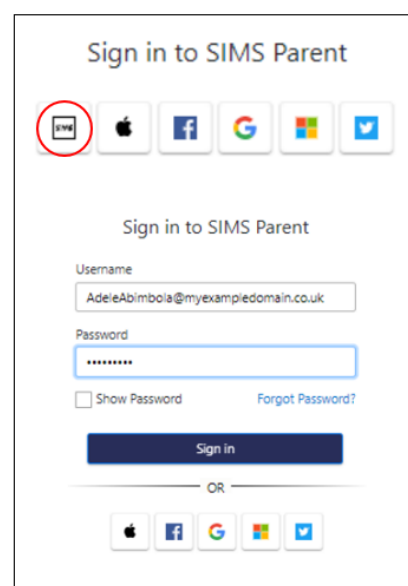 Sign in to SIMS Parent
SIMS
Sign in to SIMS Parent
Username
AdeleAbimbola@myexampledomain.co.uk
Password
•••••••••
Show Password
Forgot Password?
Sign in
OR